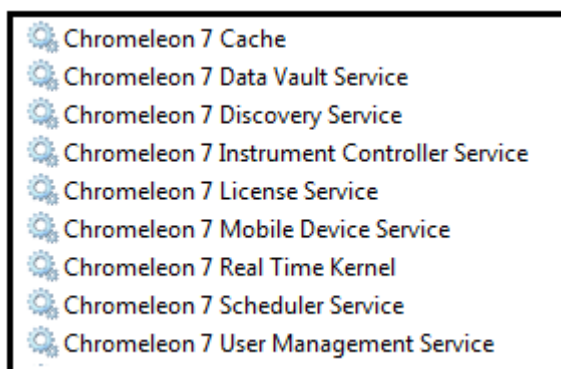 Chromeleon 7 Cache
Chromeleon 7 Data Vault Service
Chromeleon 7 Discovery Service
Chromeleon 7 Instrument Controller Service
Chromeleon 7 License Service
Chromeleon 7 Mobile Device Service
Chromeleon 7 Real Time Kernel
Chromeleon 7 Scheduler Service
Chromeleon 7 User Management Service